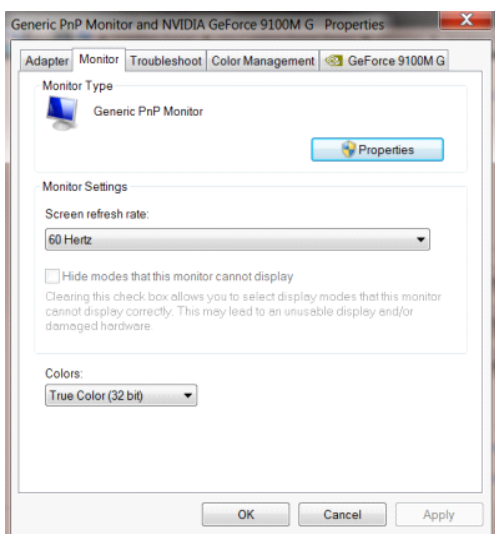 Generic PnP Monitor and NVIDIA GeForce 9100M G Properties
Adapter Monitor Troubleshoot Color Management GeForce 9100M G
Monitor Type
Generic PnP Monitor
Properties
Monitor Settings
Screen refresh rate:
60 Hertz
Hide modes that this monitor cannot display
Clearing this check box allows you to select display modes that this monitor
cannot display correctly. This may lead to an unusable display and/or
damaged hardware.
Colors:
True Color (32 bit)
OK Cancel Apply